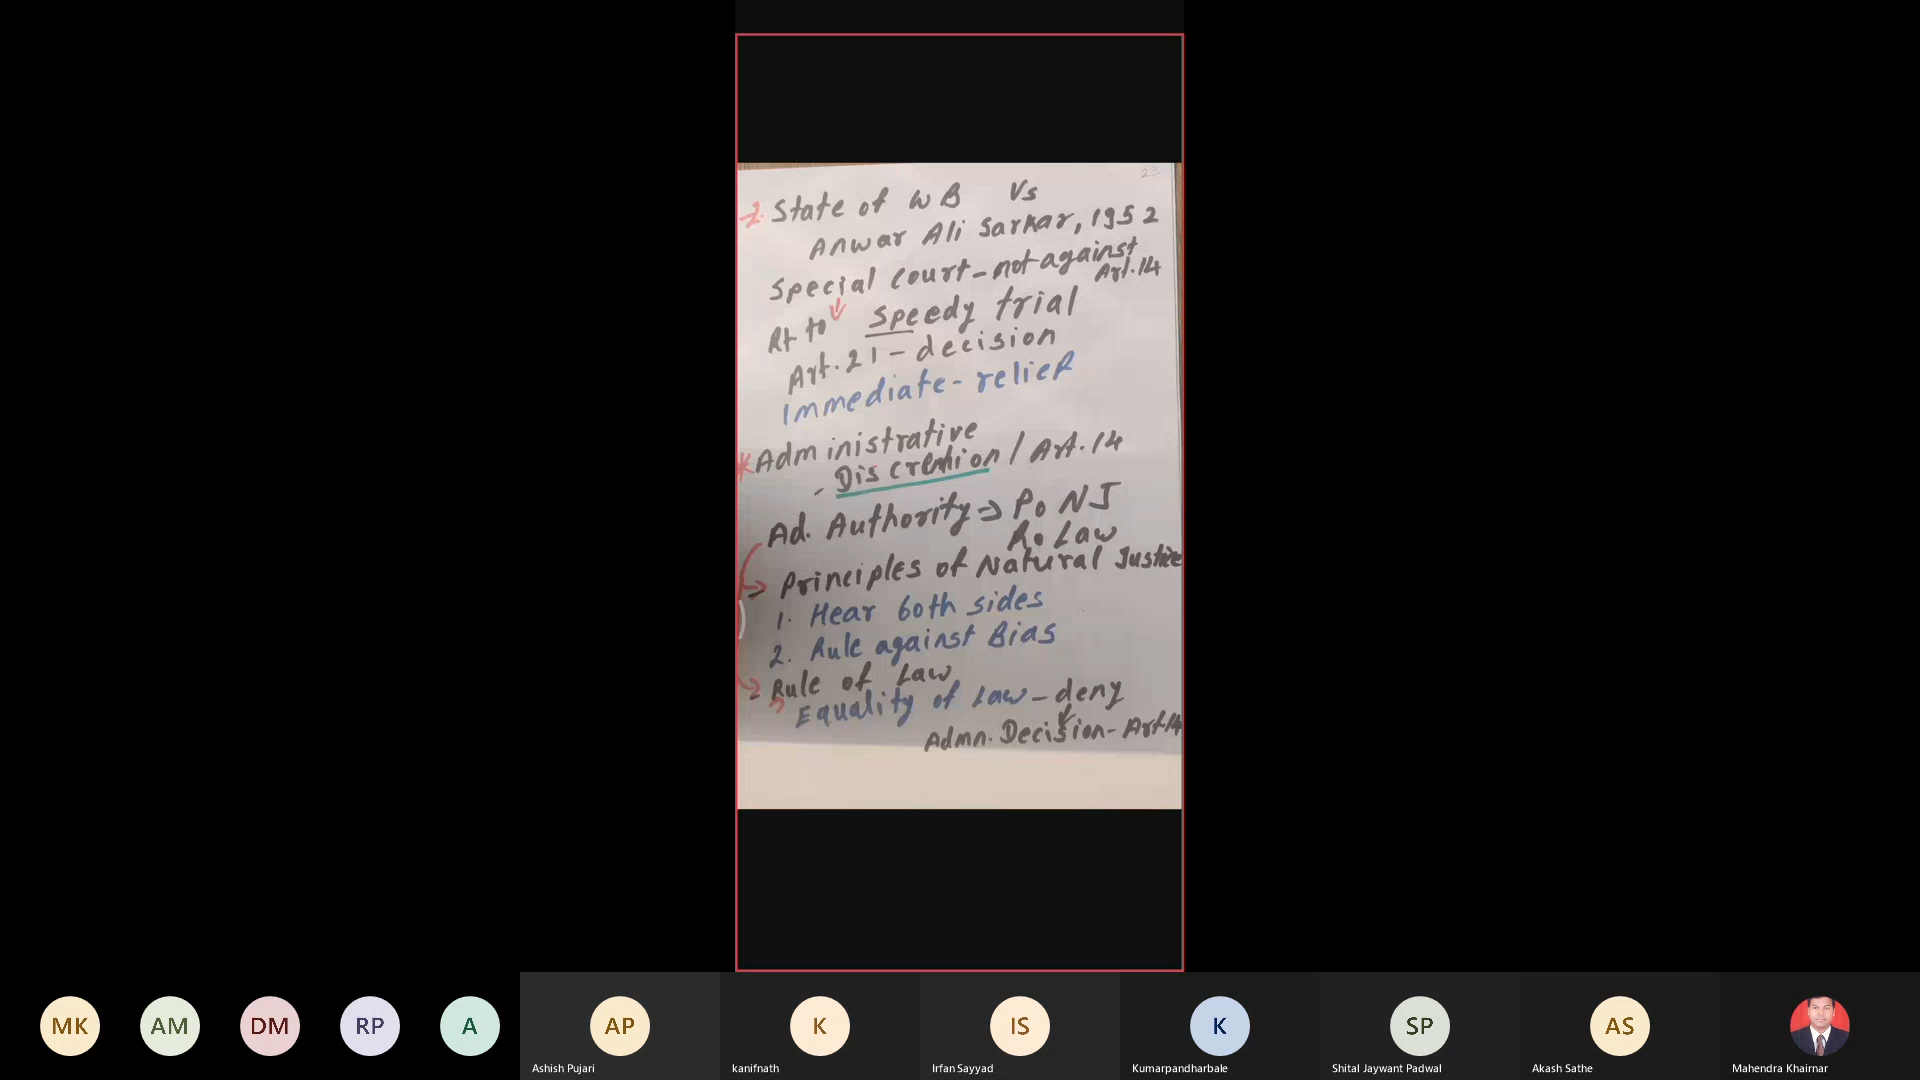 23
2. State of WB Vs
Anwar Ali Sarkar, 1952
Special Court - not against
Art. 14
Rt to Speedy trial
Art. 21 - decision
Immediate - relief
* Administrative
- Discretion / Art. 14
Ad. Authority → Po NJ
Ro Law
→ Principles of Natural Justice
1. Hear both sides
2. Rule against Bias
→ Rule of Law
Equality of Law - deny
Admn. Decision - Art 14
MK
AM
DM
RP
A
AP
K
IS
K
SP
AS
Ashish Pujari
kanifnath
Irfan Sayyad
Kumarpandharbale
Shital Jaywant Padwal
Akash Sathe
Mahendra Khairnar